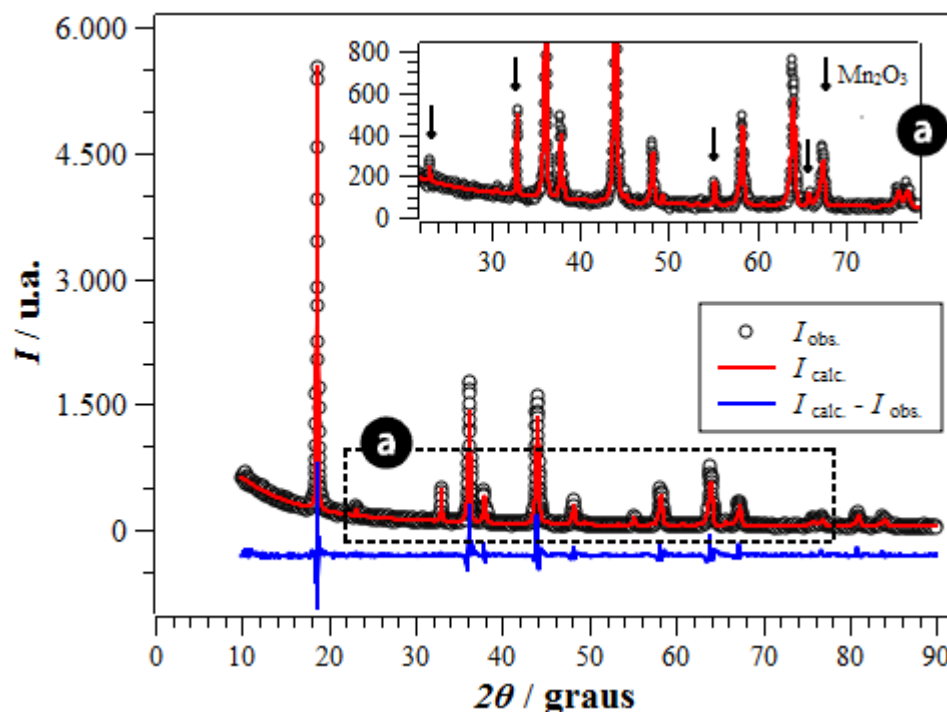 6.000
4.500
3.000
1.500
0
I / u.a.
800
600
400
200
0
30 40 50 60 70
Mn₂O₃
a
I obs.
I calc.
I calc. - I obs.
a
0 10 20 30 40 50 60 70 80 90
2θ / graus